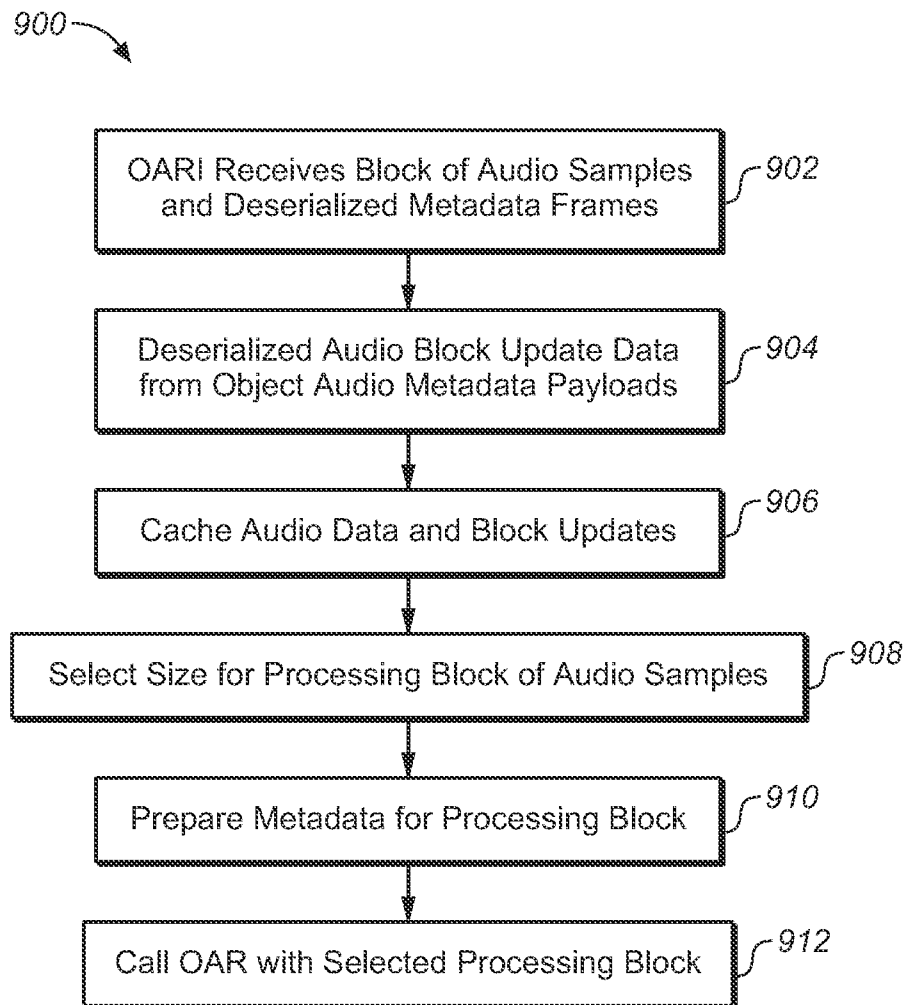 900
OARI Receives Block of Audio Samples
and Deserialized Metadata Frames
902
Deserialized Audio Block Update Data
from Object Audio Metadata Payloads
904
Cache Audio Data and Block Updates
906
Select Size for Processing Block of Audio Samples
908
Prepare Metadata for Processing Block
910
Call OAR with Selected Processing Block
912